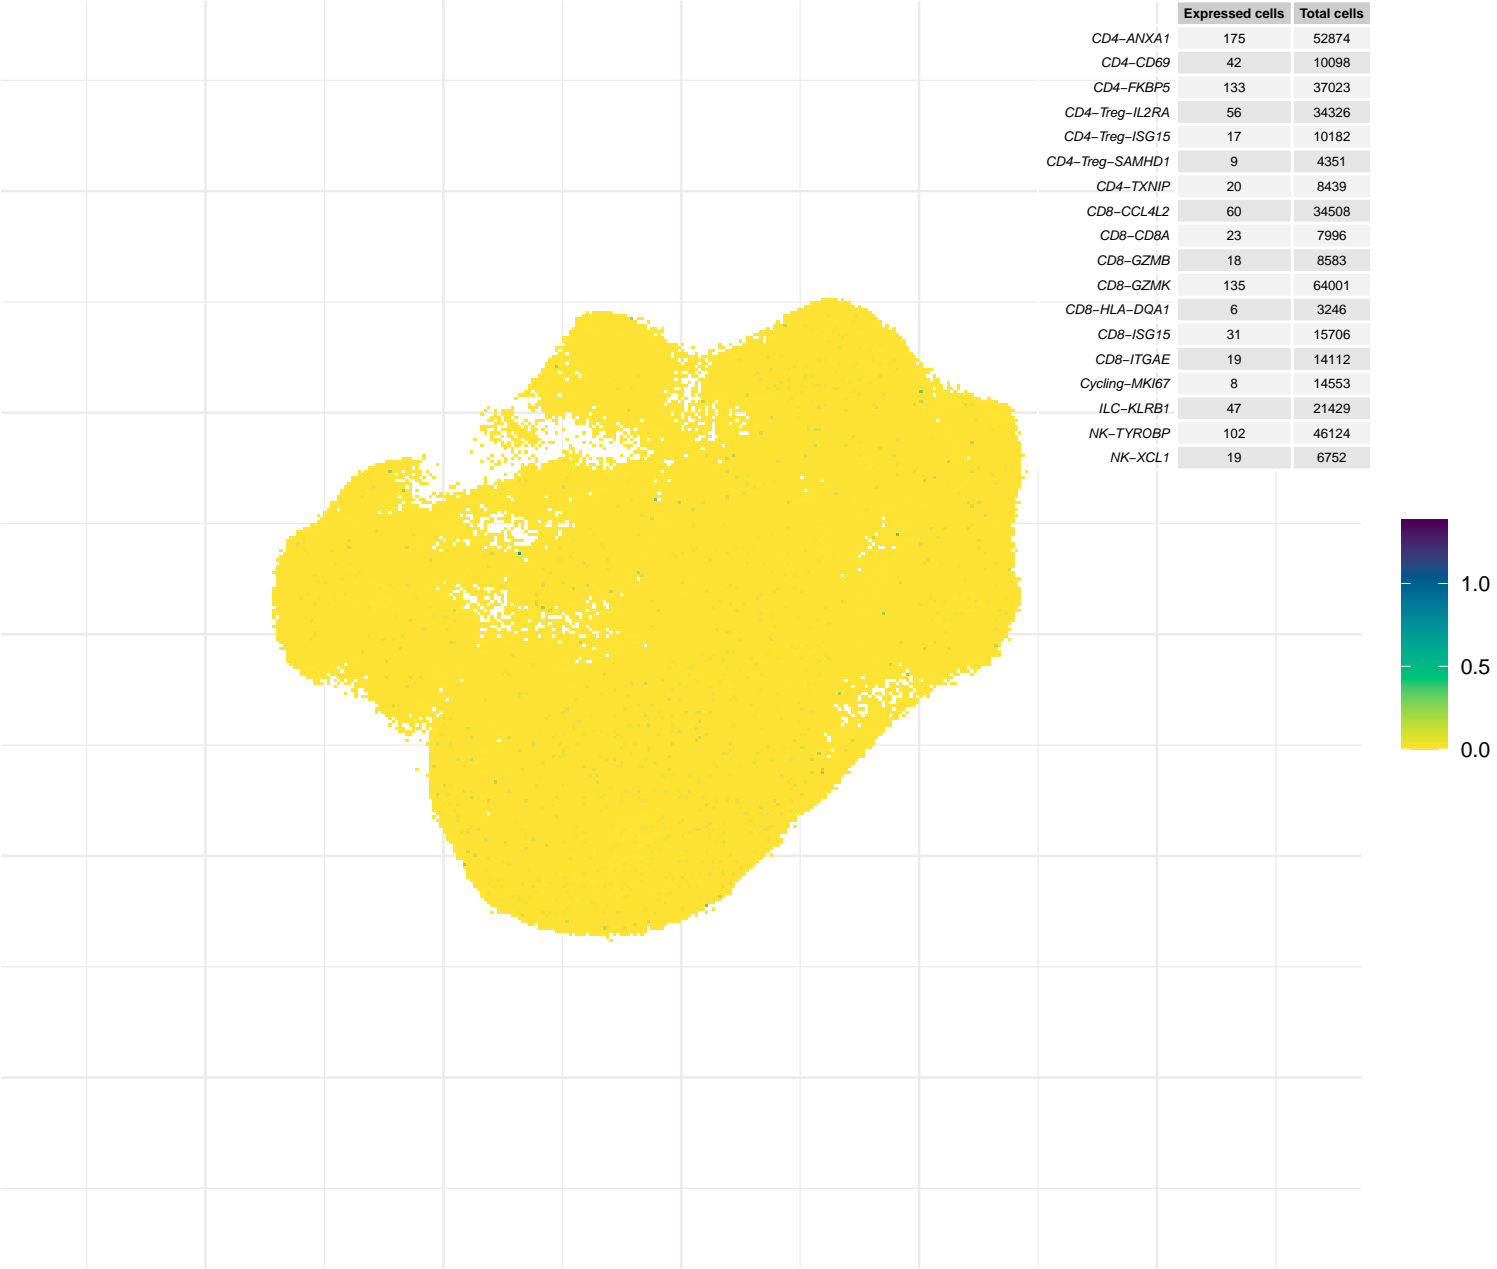 Expressed cells Total cells
CD4−ANXA1 175 52874
CD4−CD69 42 10098
CD4−FKBP5 133 37023
CD4−Treg−IL2RA 56 34326
CD4−Treg−ISG15 17 10182
CD4−Treg−SAMHD1 9 4351
CD4−TXNIP 20 8439
CD8−CCL4L2 60 34508
CD8−CD8A 23 7996
CD8−GZMB 18 8583
CD8−GZMK 135 64001
CD8−HLA−DQA1 6 3246
CD8−ISG15 31 15706
CD8−ITGAE 19 14112
Cycling−MKI67 8 14553
ILC−KLRB1 47 21429
NK−TYROBP 102 46124
NK−XCL1 19 6752
1.0
0.5
0.0